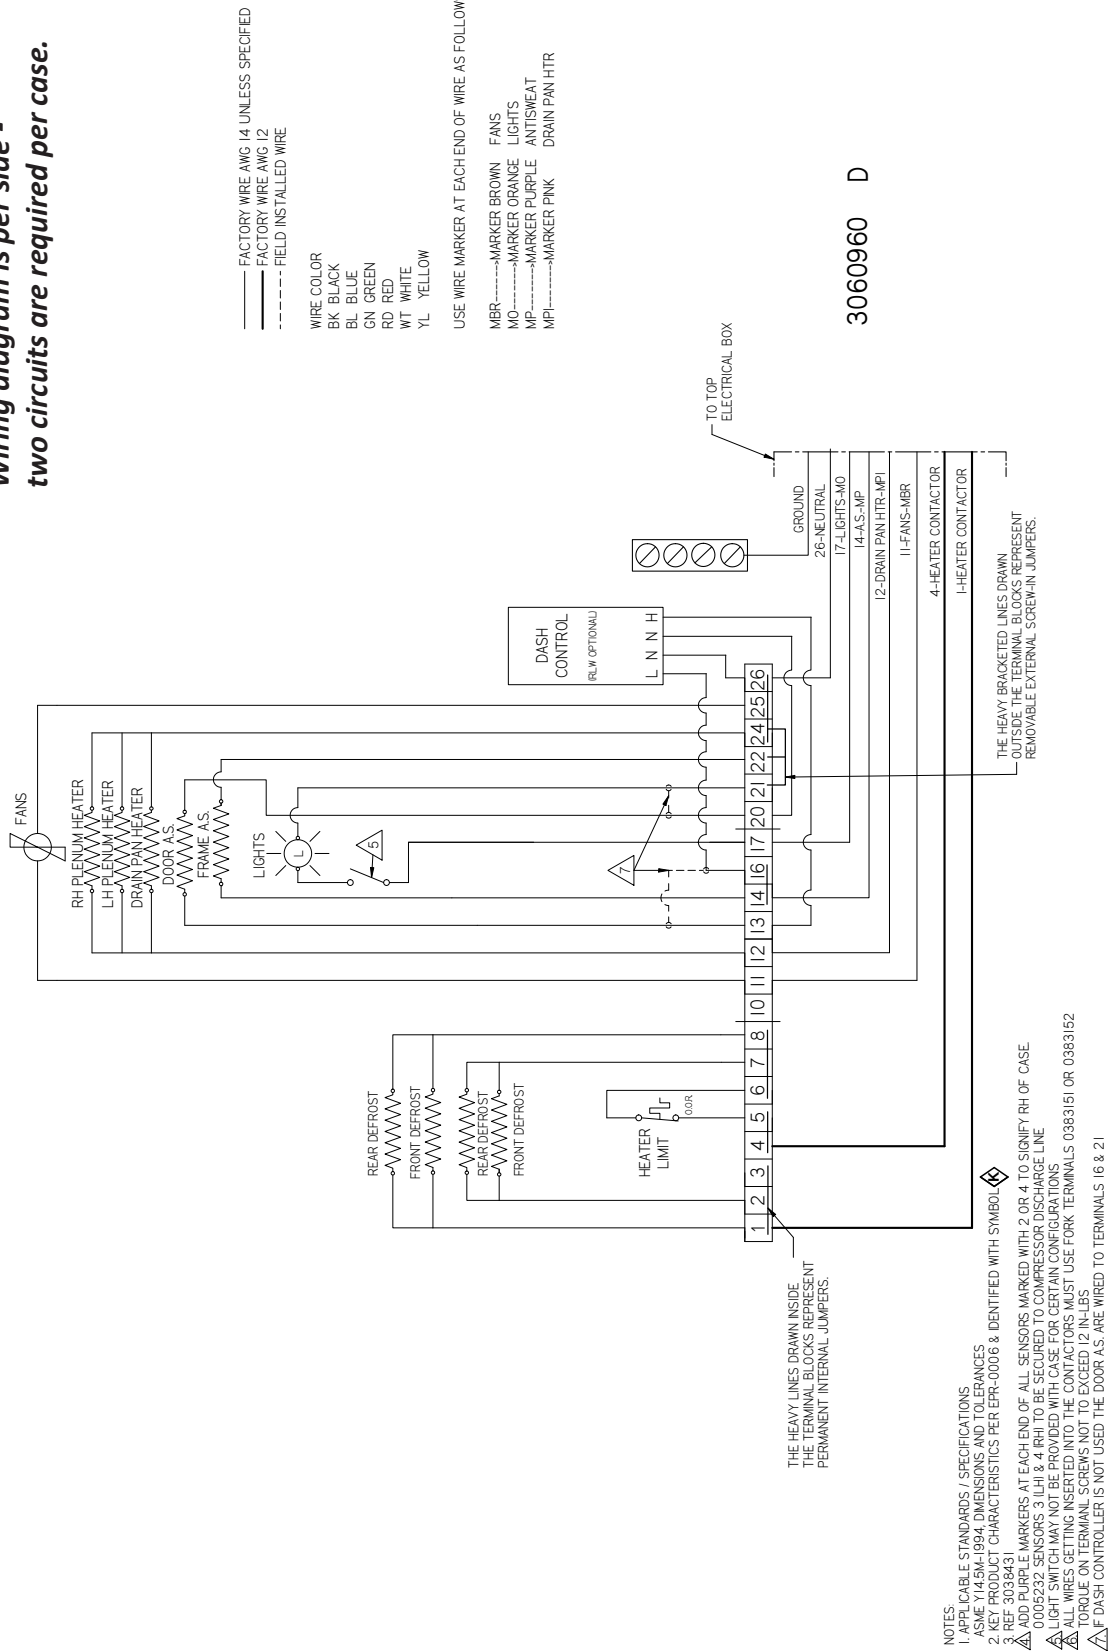 Wiring diagram is per side -
two circuits are required per case.
FACTORY WIRE AWG 14 UNLESS SPECIFIED
FACTORY WIRE AWG 12
FIELD INSTALLED WIRE
WIRE COLOR
BK BLACK
BL BLUE
GN GREEN
RD RED
WT WHITE
YL YELLOW
USE WIRE MARKER AT EACH END OF WIRE AS FOLLOW
MBR------>MARKER BROWN FANS
MO------->MARKER ORANGE LIGHTS
MP------->MARKER PURPLE ANTISWEAT
MPI------>MARKER PINK DRAIN PAN HTR
3060960 D
FANS
RH PLENUM HEATER
LH PLENUM HEATER
DRAIN PAN HEATER
DOOR A.S.
FRAME A.S.
LIGHTS
L
5
7
REAR DEFROST
FRONT DEFROST
REAR DEFROST
FRONT DEFROST
HEATER
LIMIT
O.O.R.
DASH
CONTROL
(RLW OPTIONAL)
L N N H
1 2 3 4 5 6 7 8 10 11 12 13 14 16 17 20 21 22 24 25 26
TO TOP
ELECTRICAL BOX
GROUND
26-NEUTRAL
17-LIGHTS-MO
14-A.S.-MP
12-DRAIN PAN HTR-MPI
11-FANS-MBR
4-HEATER CONTACTOR
1-HEATER CONTACTOR
THE HEAVY BRACKETED LINES DRAWN
OUTSIDE THE TERMINAL BLOCKS REPRESENT
REMOVABLE EXTERNAL SCREW-IN JUMPERS.
THE HEAVY LINES DRAWN INSIDE
THE TERMINAL BLOCKS REPRESENT
PERMANENT INTERNAL JUMPERS.
NOTES:
1. APPLICABLE STANDARDS / SPECIFICATIONS
ASME Y14.5M-1994, DIMENSIONS AND TOLERANCES
2. KEY PRODUCT CHARACTERISTICS PER EPR-0006 & IDENTIFIED WITH SYMBOL K
3. REF 3038431
4. ADD PURPLE MARKERS AT EACH END OF ALL SENSORS MARKED WITH 2 OR 4 TO SIGNIFY RH OF CASE.
0005232 SENSORS 3 (LH) & 4 (RH) TO BE SECURED TO COMPRESSOR DISCHARGE LINE
5. LIGHT SWITCH MAY NOT BE PROVIDED WITH CASE FOR CERTAIN CONFIGURATIONS
6. ALL WIRES GETTING INSERTED INTO THE CONTACTORS MUST USE FORK TERMINALS 0383151 OR 0383152
TORQUE ON TERMIANL SCREWS NOT TO EXCEED 12 IN-LBS
7. IF DASH CONTROLLER IS NOT USED THE DOOR A.S. ARE WIRED TO TERMINALS 16 & 21